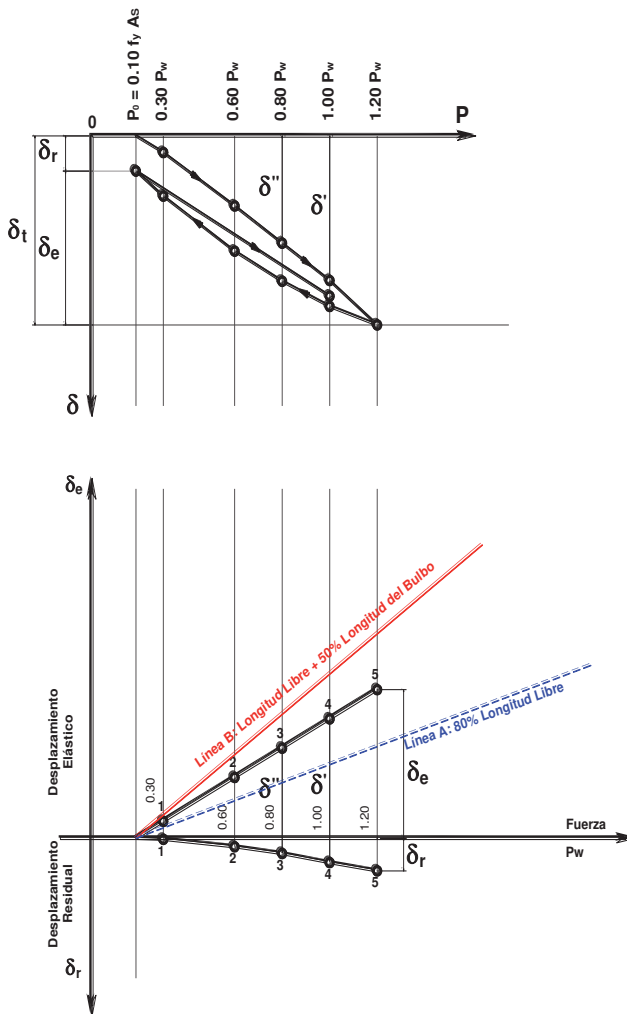 P₀ = 0.10 fy As
0.30 Pw
0.60 Pw
0.80 Pw
1.00 Pw
1.20 Pw
0
P
δr
δt
δe
δ''
δ'
δ
δe
Línea B: Longitud Libre + 50% Longitud del Bulbo
Línea A: 80% Longitud Libre
Desplazamiento
Elástico
1
2
3
4
5
0.30
0.60
0.80
1.00
1.20
δ''
δ'
δe
Fuerza
Pw
δr
1
2
3
4
5
Desplazamiento
Residual
δr